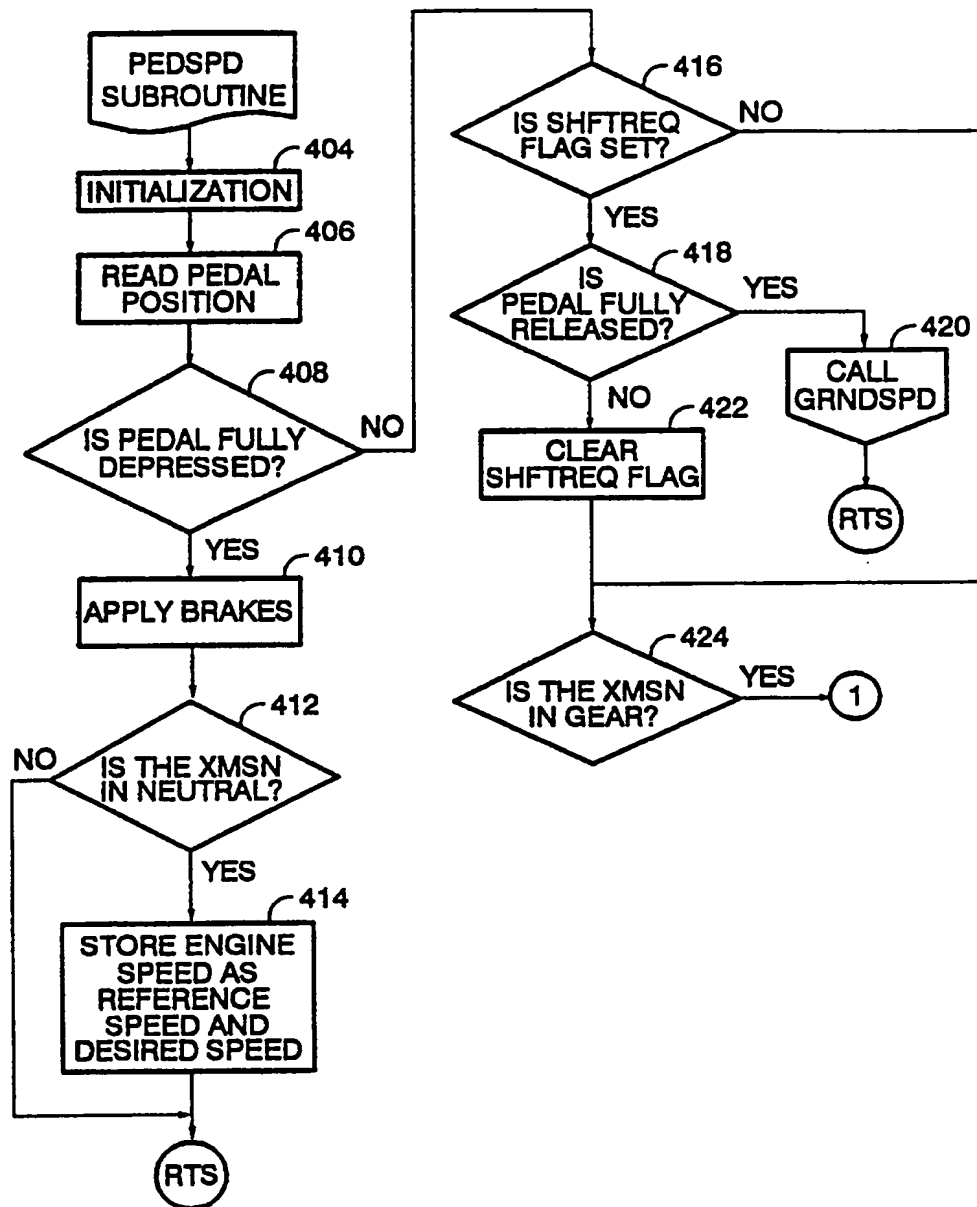 PEDSPD
SUBROUTINE
404
INITIALIZATION
406
READ PEDAL
POSITION
408
IS PEDAL FULLY
DEPRESSED?
NO
YES
410
APPLY BRAKES
412
NO
IS THE XMSN
IN NEUTRAL?
YES
414
STORE ENGINE
SPEED AS
REFERENCE
SPEED AND
DESIRED SPEED
RTS
416
NO
IS SHFTREQ
FLAG SET?
YES
418
YES
IS
PEDAL FULLY
RELEASED?
420
CALL
GRNDSPD
RTS
NO
422
CLEAR
SHFTREQ FLAG
424
YES
IS THE XMSN
IN GEAR?
1